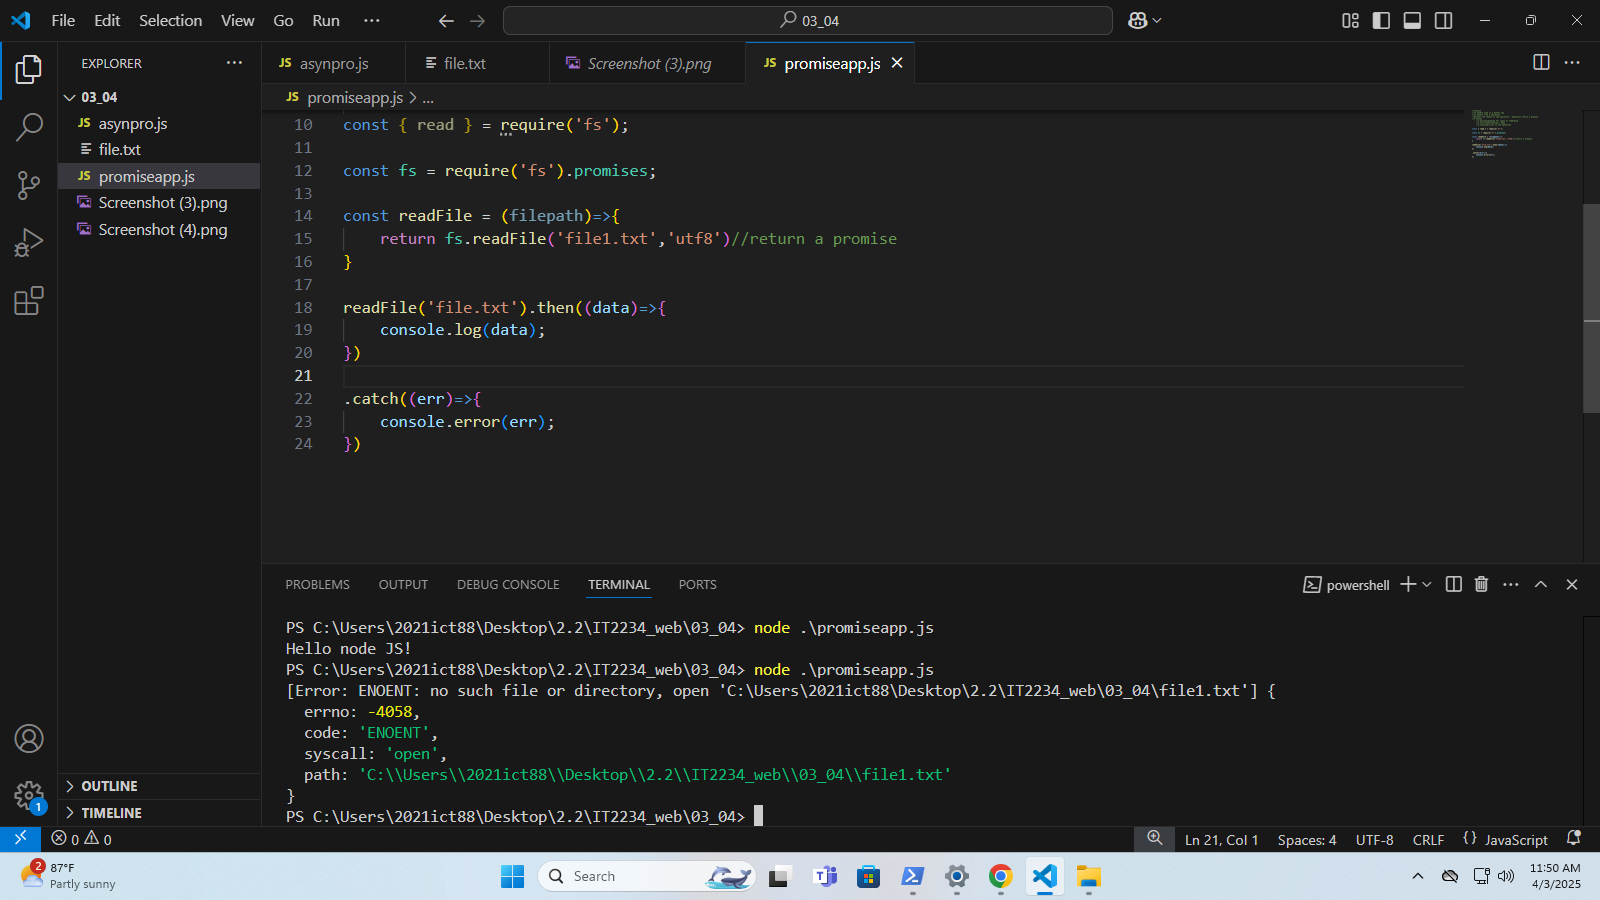 File Edit Selection View Go Run ··· 03_04
EXPLORER ···
03_04
JS asynpro.js
file.txt
JS promiseapp.js
Screenshot (3).png
Screenshot (4).png
OUTLINE
TIMELINE
JS asynpro.js file.txt Screenshot (3).png JS promiseapp.js
JS promiseapp.js > ...
10 const { read } = require('fs');
11
12 const fs = require('fs').promises;
13
14 const readFile = (filepath)=>{
15 return fs.readFile('file1.txt','utf8')//return a promise
16 }
17
18 readFile('file.txt').then((data)=>{
19 console.log(data);
20 })
21
22 .catch((err)=>{
23 console.error(err);
24 })
PROBLEMS OUTPUT DEBUG CONSOLE TERMINAL PORTS powershell
PS C:\Users\2021ict88\Desktop\2.2\IT2234_web\03_04> node .\promiseapp.js
Hello node JS!
PS C:\Users\2021ict88\Desktop\2.2\IT2234_web\03_04> node .\promiseapp.js
[Error: ENOENT: no such file or directory, open 'C:\Users\2021ict88\Desktop\2.2\IT2234_web\03_04\file1.txt'] {
errno: -4058,
code: 'ENOENT',
syscall: 'open',
path: 'C:\\Users\\2021ict88\\Desktop\\2.2\\IT2234_web\\03_04\\file1.txt'
}
PS C:\Users\2021ict88\Desktop\2.2\IT2234_web\03_04>
1
0 0 Ln 21, Col 1 Spaces: 4 UTF-8 CRLF {} JavaScript
2
87°F
Partly sunny
Search
11:50 AM
4/3/2025